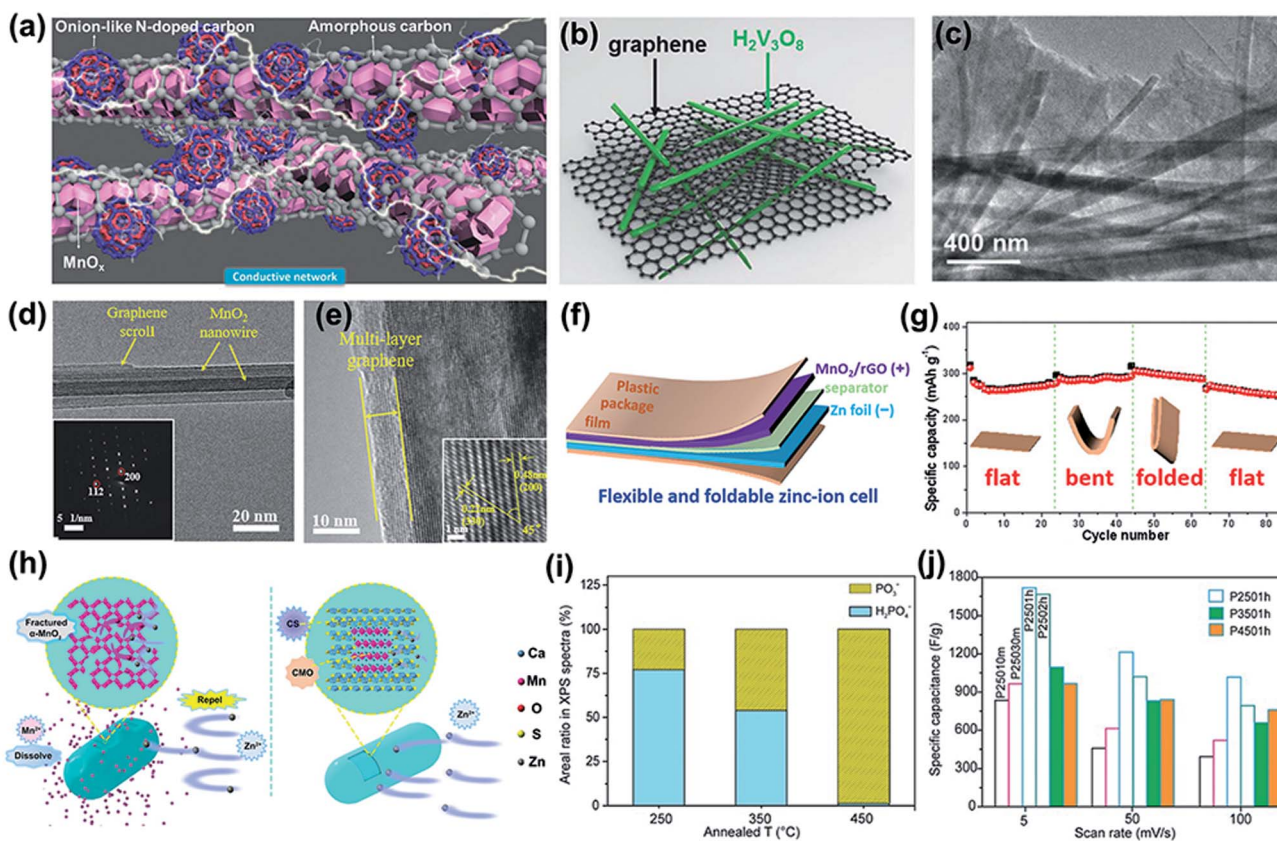 (a)
Onion-like N-doped carbon
Amorphous carbon
MnOx
Conductive network
(b)
graphene
H2V3O8
(c)
400 nm
(d)
Graphene
scroll
MnO2
nanowire
200
112
5 1/nm
20 nm
(e)
Multi-layer
graphene
10 nm
0.48nm
(200)
45°
1 nm
(f)
Plastic
package
film
MnO2/rGO (+)
separator
Zn foil (−)
Flexible and foldable zinc-ion cell
(g)
Specific capacity (mAh g-1)
400
300
200
100
0
flat
bent
folded
flat
0 10 20 30 40 50 60 70 80
Cycle number
(h)
Fractured
Repel
Mn2+
Dissolve
Zn2+
CS
CMO
Zn2+
Ca
Mn
O
S
Zn
(i)
Areal ratio in XPS spectra (%)
125
100
75
50
25
0
PO3-
H2PO4-
250 350 450
Annealed T (°C)
(j)
Specific capacitance (F/g)
1800
1500
1200
900
600
300
0
P25010m
P25030m
P2501h
P2502h
P2501h
P3501h
P4501h
5 50 100
Scan rate (mV/s)